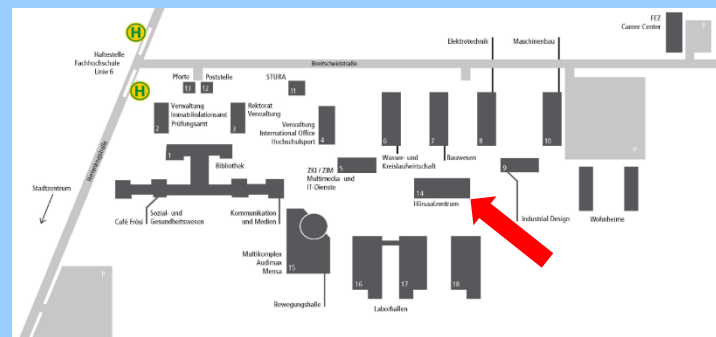 FEZ
Career Center
P
Elektrotechnik
Maschinenbau
H
Haltestelle
Fachhochschule
Linie 6
Breitscheidstraße
H
Pforte
Poststelle
STURA
13
12
11
Verwaltung
Immatrikulationsamt
Prüfungsamt
2
Rektorat
Verwaltung
3
4
Verwaltung
International Office
Hochschulsport
6
7
8
10
P
Wasser- und
Kreislaufwirtschaft
Bauwesen
1
Bibliothek
5
ZKI / ZIM
Multimedia- und
IT-Dienste
9
14
Hörsaalzentrum
Industrial Design
Wohnheime
Stadtzentrum
Café Frösi
Sozial- und
Gesundheitswesen
Kommunikation
und Medien
Multikomplex
Audimax
Mensa
15
Bewegungshalle
16
17
18
Laborhallen
P